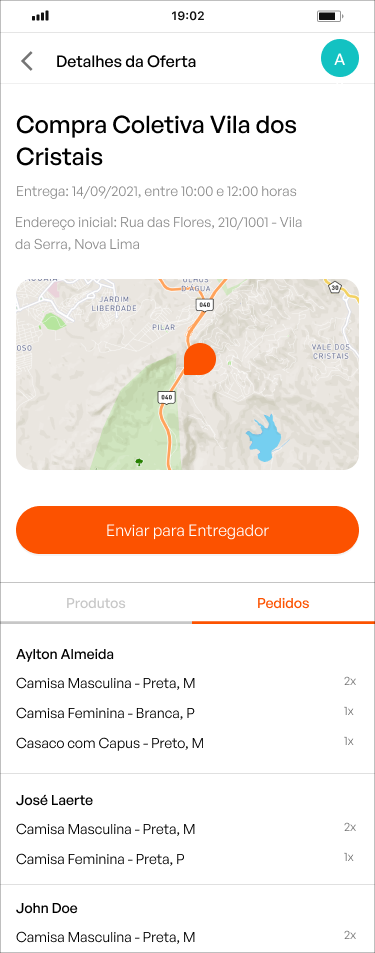 19:02
Detalhes da Oferta
A
Compra Coletiva Vila dos
Cristais
Entrega: 14/09/2021, entre 10:00 e 12:00 horas
Endereço inicial: Rua das Flores, 210/1001 - Vila
da Serra, Nova Lima
D'ÁGUA
30
JARDIM
LIBERDADE
040
PILAR
OSO
VALE DOS
CRISTAIS
040
Enviar para Entregador
Produtos
Pedidos
Aylton Almeida
Camisa Masculina - Preta, M 2x
Camisa Feminina - Branca, P 1x
Casaco com Capus - Preto, M 1x
José Laerte
Camisa Masculina - Preta, M 2x
Camisa Feminina - Preta, P 1x
John Doe
Camisa Masculina - Preta, M 2x